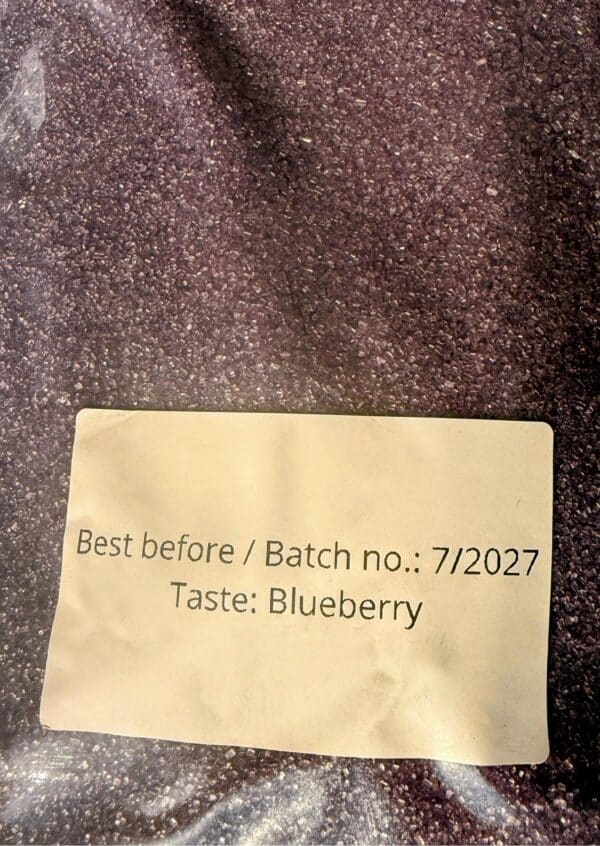 Best before / Batch no.: 7/2027
Taste: Blueberry